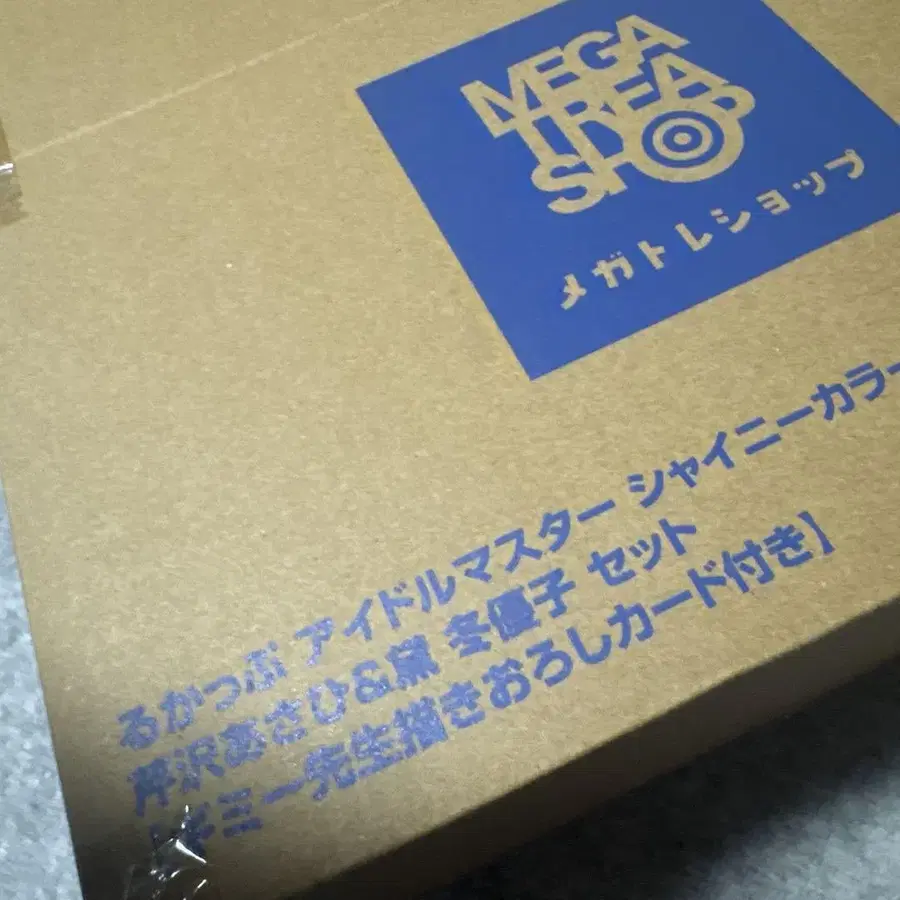 MEGA
TREA
SHOP
メガトレショップ
るかっぷ アイドルマスター シャイニーカラー
芹沢あさひ&黛 冬優子 セット
ギミー先生描きおろしカード付き】